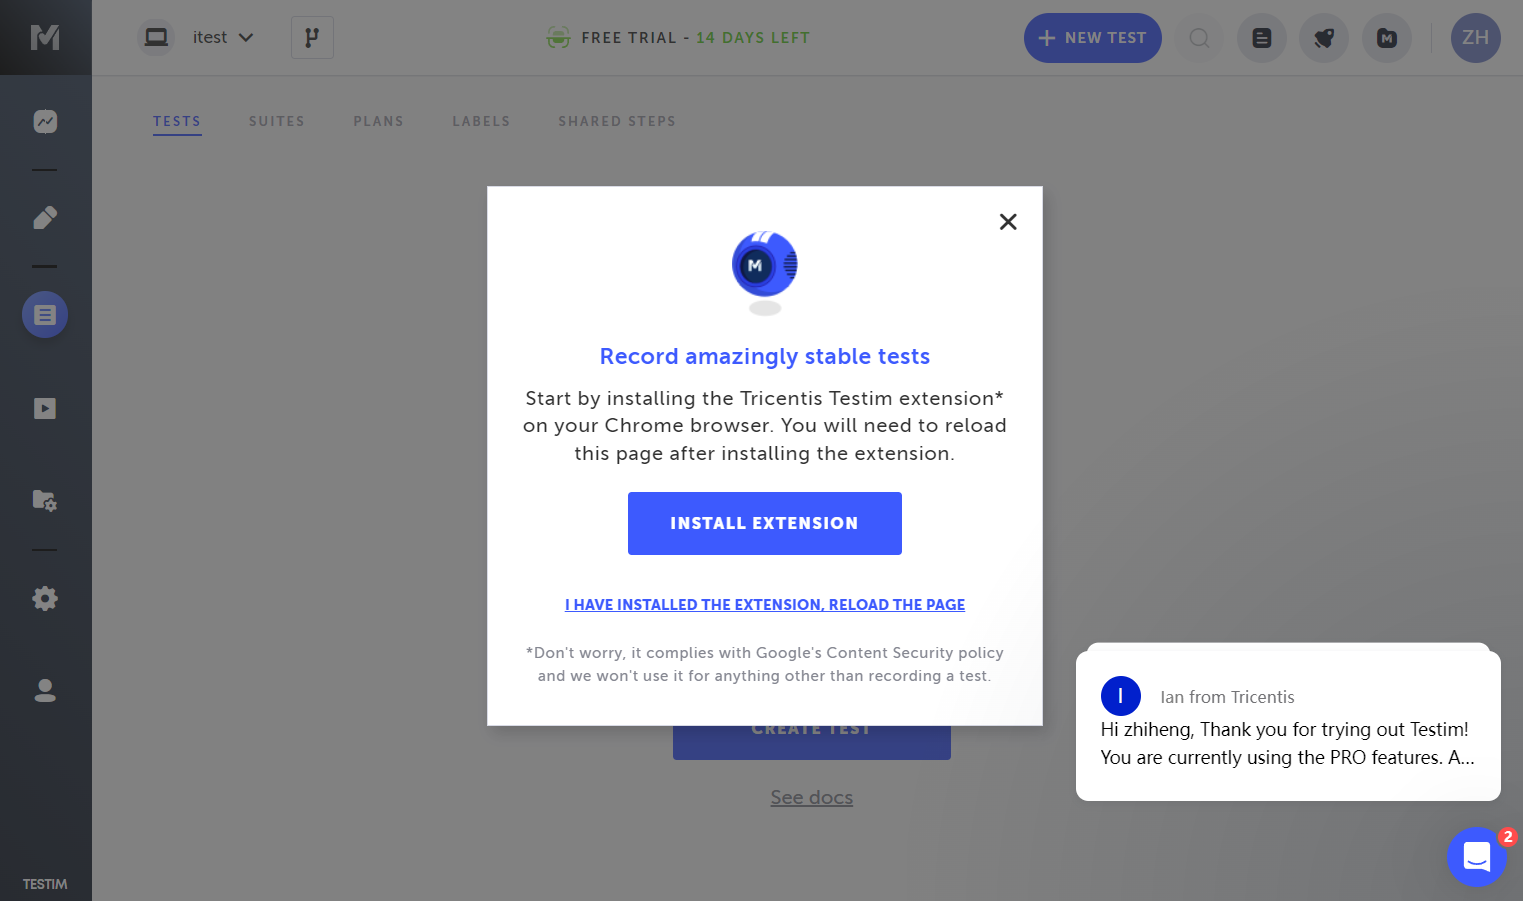 itest
FREE TRIAL - 14 DAYS LEFT
NEW TEST
M
ZH
TESTS
SUITES
PLANS
LABELS
SHARED STEPS
M
Record amazingly stable tests
Start by installing the Tricentis Testim extension*
on your Chrome browser. You will need to reload
this page after installing the extension.
INSTALL EXTENSION
I HAVE INSTALLED THE EXTENSION, RELOAD THE PAGE
*Don't worry, it complies with Google's Content Security policy
and we won't use it for anything other than recording a test.
CREATE TEST
See docs
I
Ian from Tricentis
Hi zhiheng, Thank you for trying out Testim!
You are currently using the PRO features. A...
2
TESTIM